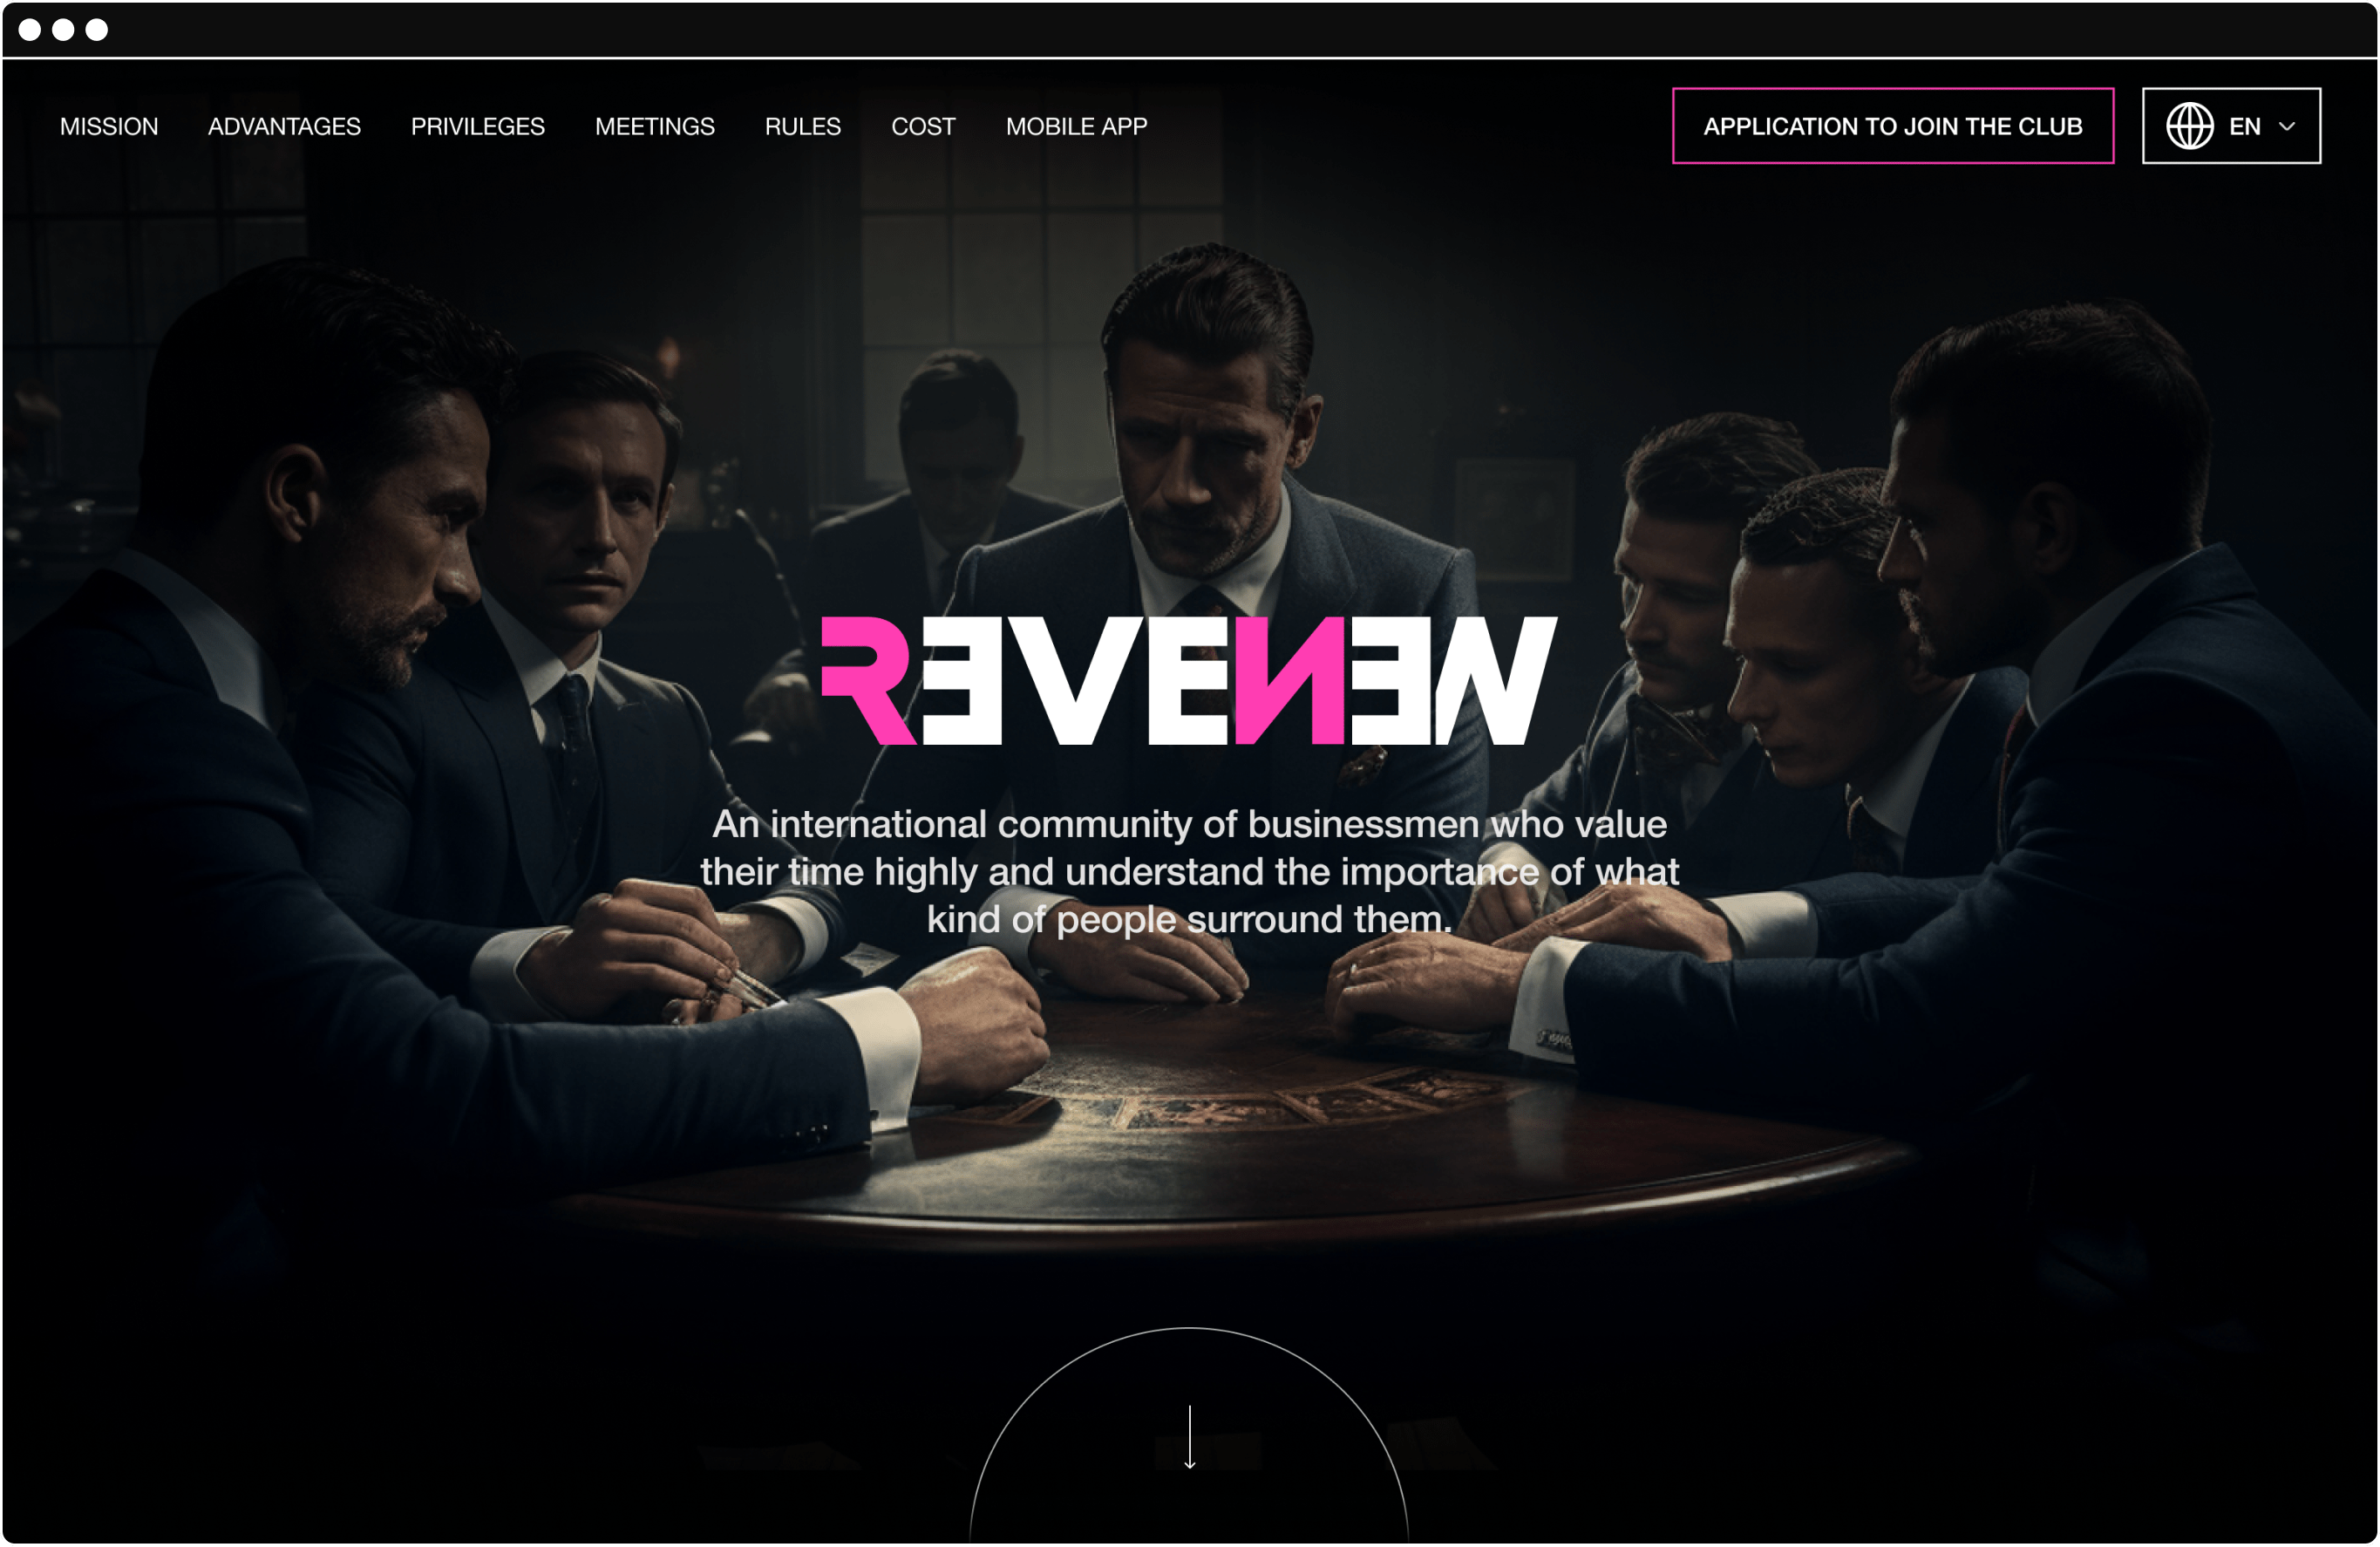 MISSION ADVANTAGES PRIVILEGES MEETINGS RULES COST MOBILE APP APPLICATION TO JOIN THE CLUB EN
REVENEW
An international community of businessmen who value
their time highly and understand the importance of what
kind of people surround them.